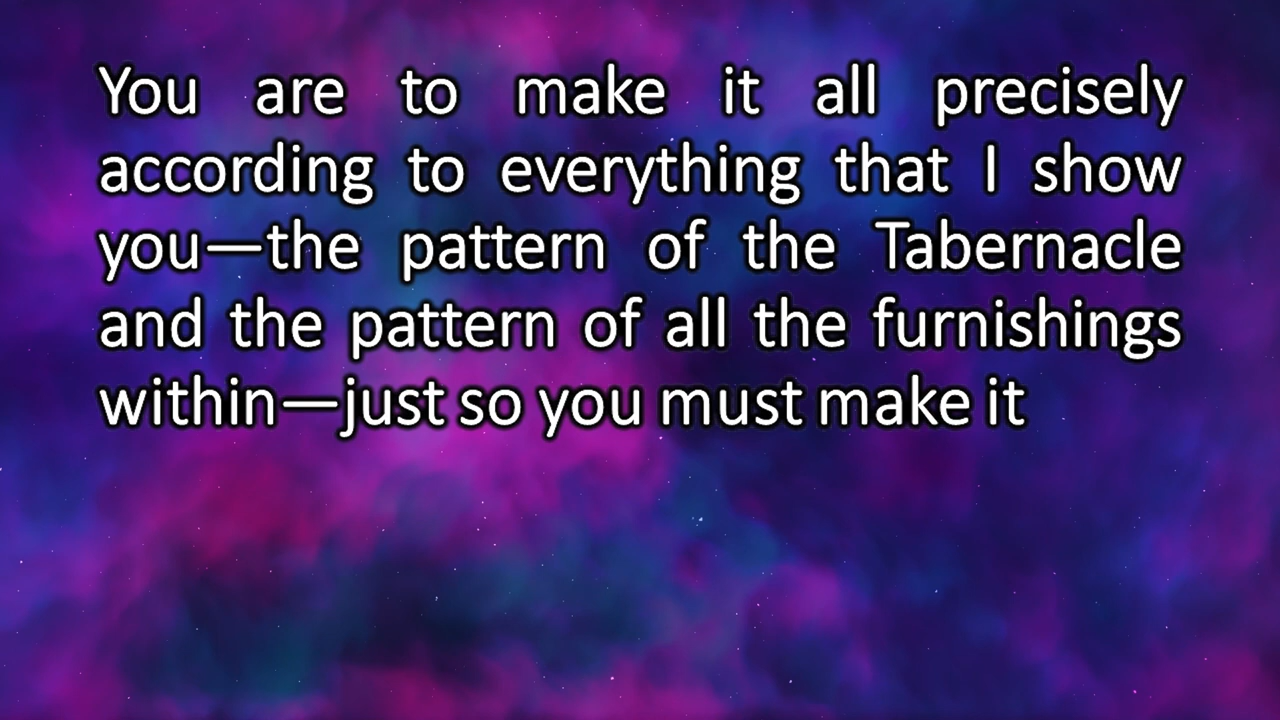 You are to make it all precisely
according to everything that I show
you—the pattern of the Tabernacle
and the pattern of all the furnishings
within—just so you must make it